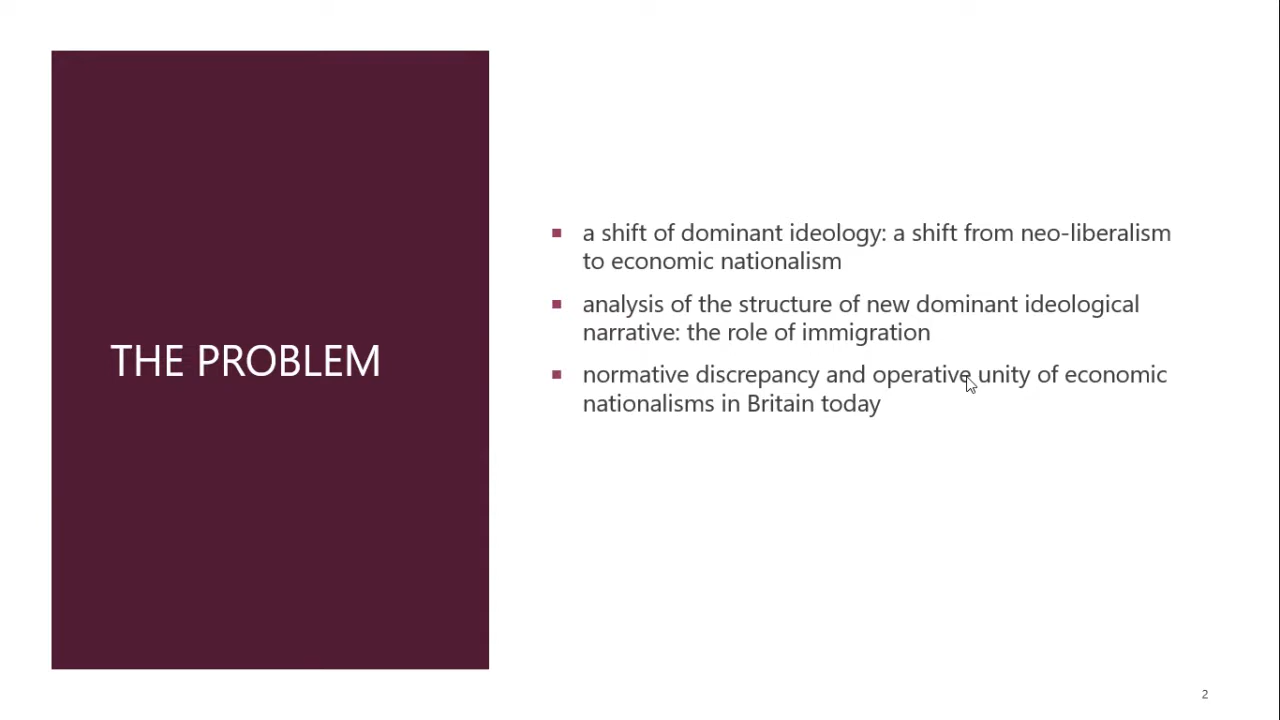 THE PROBLEM
a shift of dominant ideology: a shift from neo-liberalism
to economic nationalism
analysis of the structure of new dominant ideological
narrative: the role of immigration
normative discrepancy and operative unity of economic
nationalisms in Britain today
2